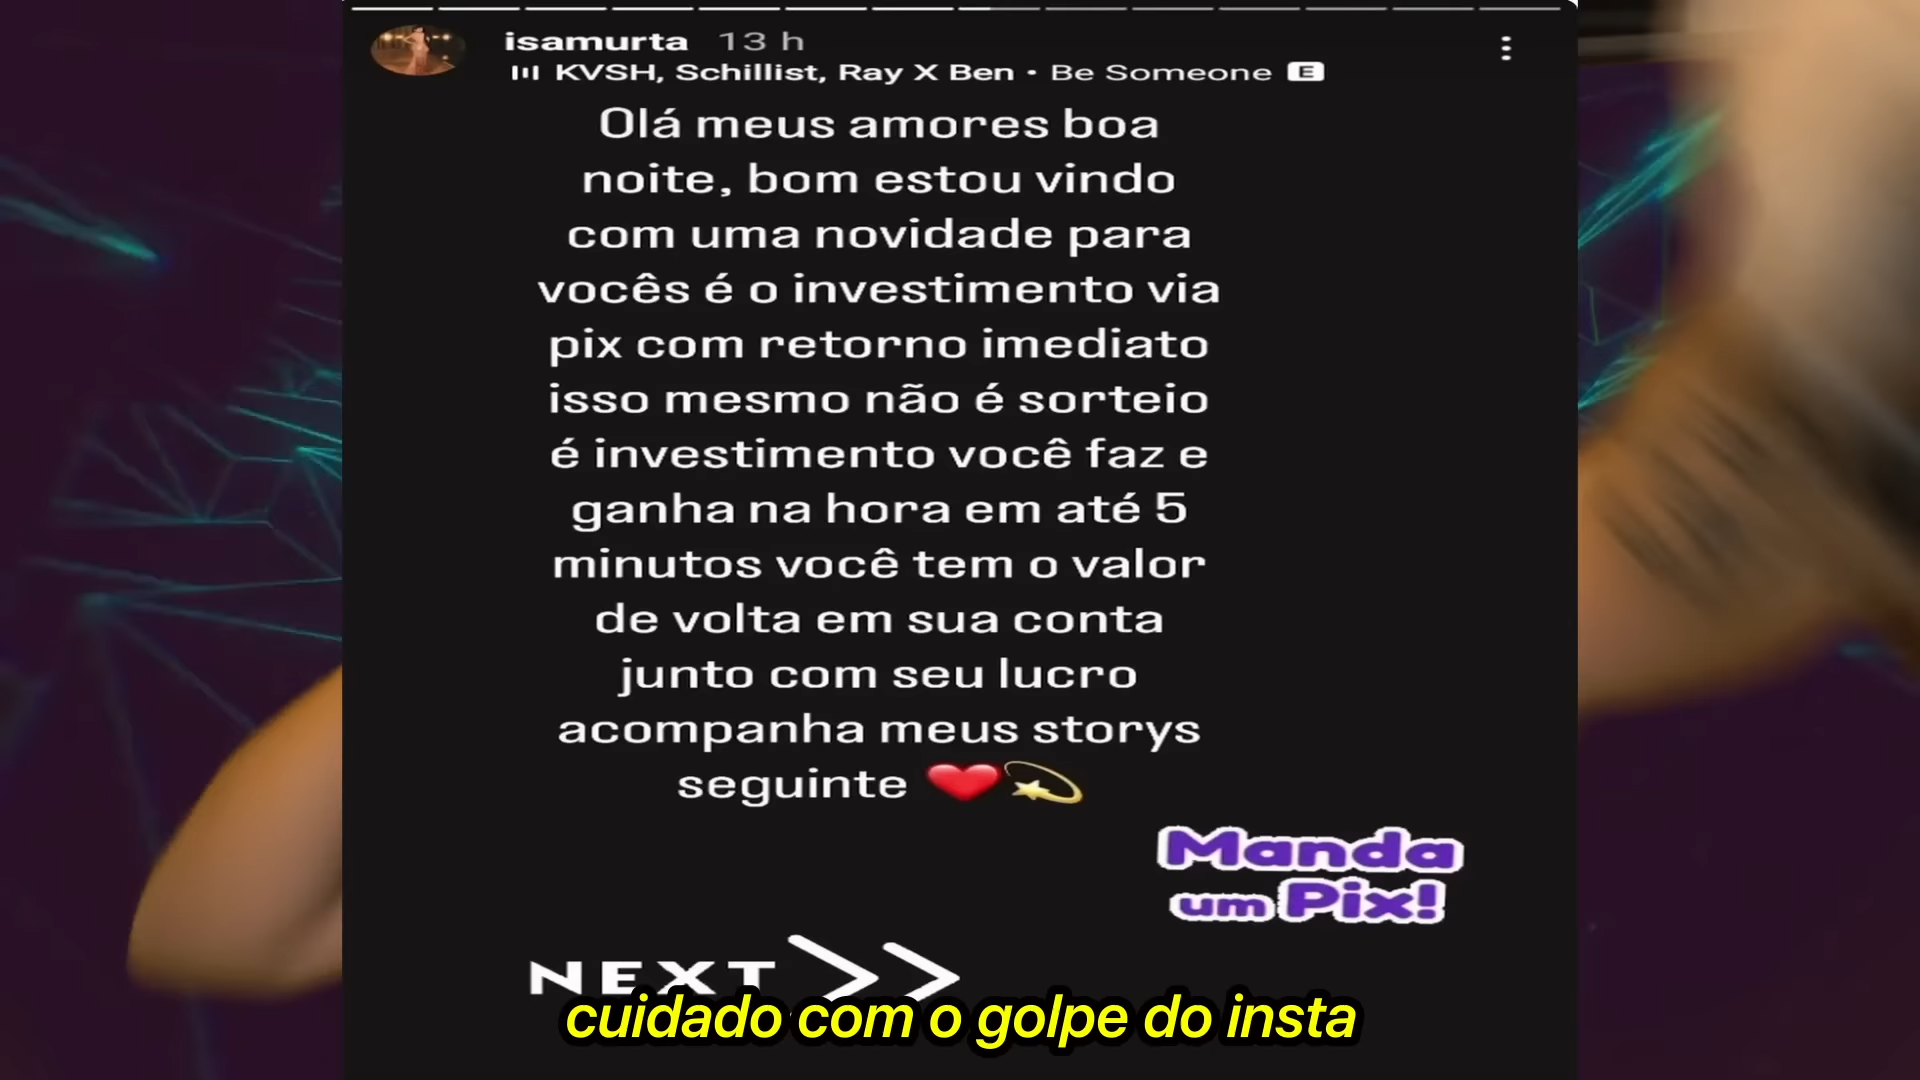 isamurta 13 h
KVSH, Schillist, Ray X Ben • Be Someone E
Olá meus amores boa
noite, bom estou vindo
com uma novidade para
vocês é o investimento via
pix com retorno imediato
isso mesmo não é sorteio
é investimento você faz e
ganha na hora em até 5
minutos você tem o valor
de volta em sua conta
junto com seu lucro
acompanha meus storys
seguinte ❤️💫
Manda
um Pix!
NEXT >>
cuidado com o golpe do insta